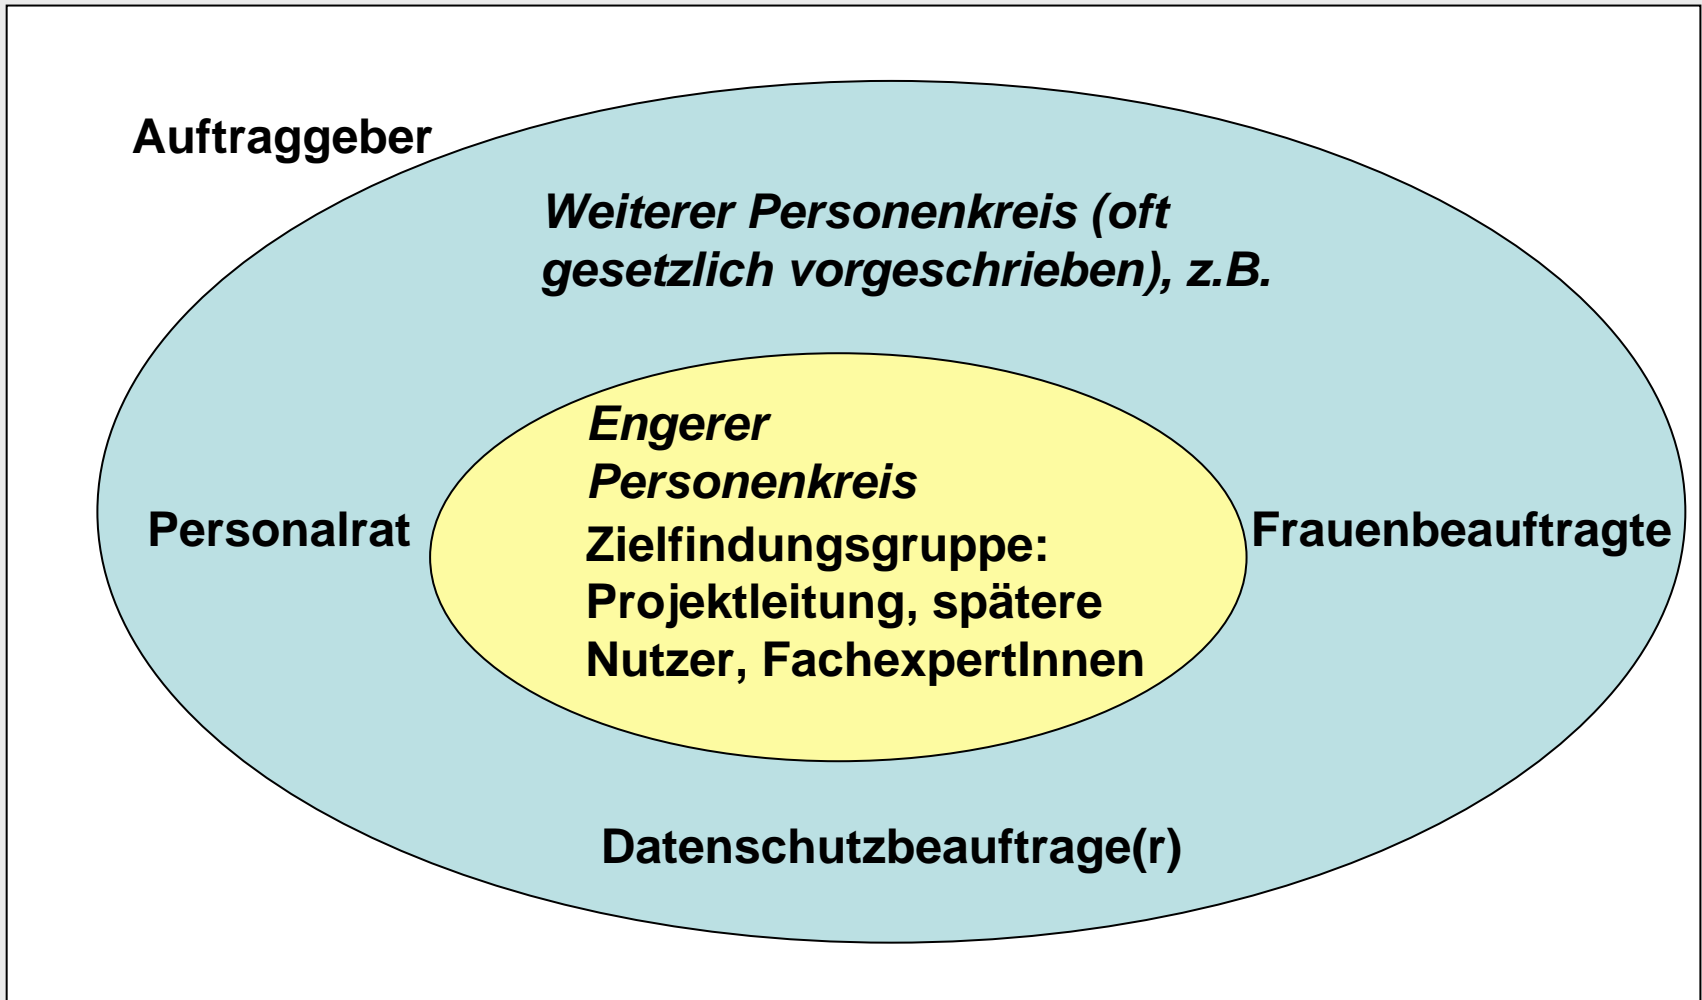 Auftraggeber
Weiterer Personenkreis (oft
gesetzlich vorgeschrieben), z.B.
Engerer
Personenkreis
Zielfindungsgruppe:
Projektleitung, spätere
Nutzer, FachexpertInnen
Personalrat
Frauenbeauftragte
Datenschutzbeauftrage(r)